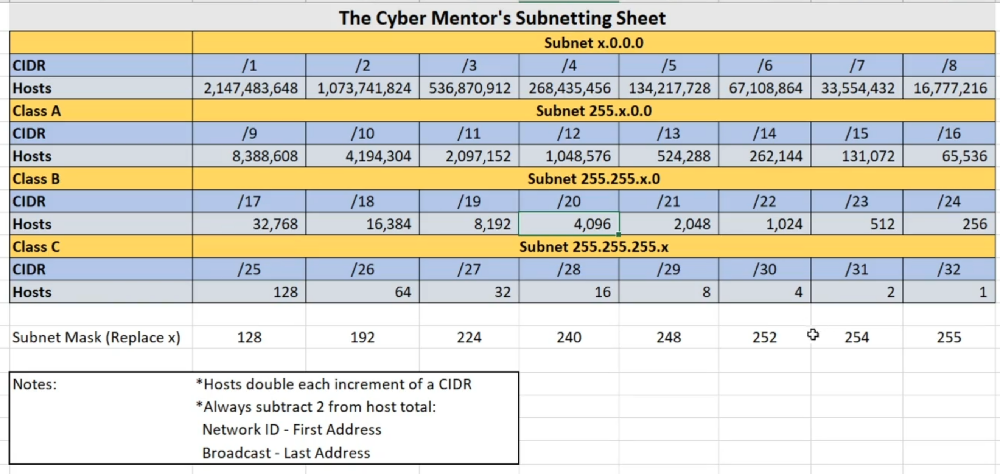 The Cyber Mentor's Subnetting Sheet
Subnet x.0.0.0
CIDR /1 /2 /3 /4 /5 /6 /7 /8
Hosts 2,147,483,648 1,073,741,824 536,870,912 268,435,456 134,217,728 67,108,864 33,554,432 16,777,216
Class A Subnet 255.x.0.0
CIDR /9 /10 /11 /12 /13 /14 /15 /16
Hosts 8,388,608 4,194,304 2,097,152 1,048,576 524,288 262,144 131,072 65,536
Class B Subnet 255.255.x.0
CIDR /17 /18 /19 /20 /21 /22 /23 /24
Hosts 32,768 16,384 8,192 4,096 2,048 1,024 512 256
Class C Subnet 255.255.255.x
CIDR /25 /26 /27 /28 /29 /30 /31 /32
Hosts 128 64 32 16 8 4 2 1
Subnet Mask (Replace x) 128 192 224 240 248 252 254 255
Notes: *Hosts double each increment of a CIDR
*Always subtract 2 from host total:
Network ID - First Address
Broadcast - Last Address